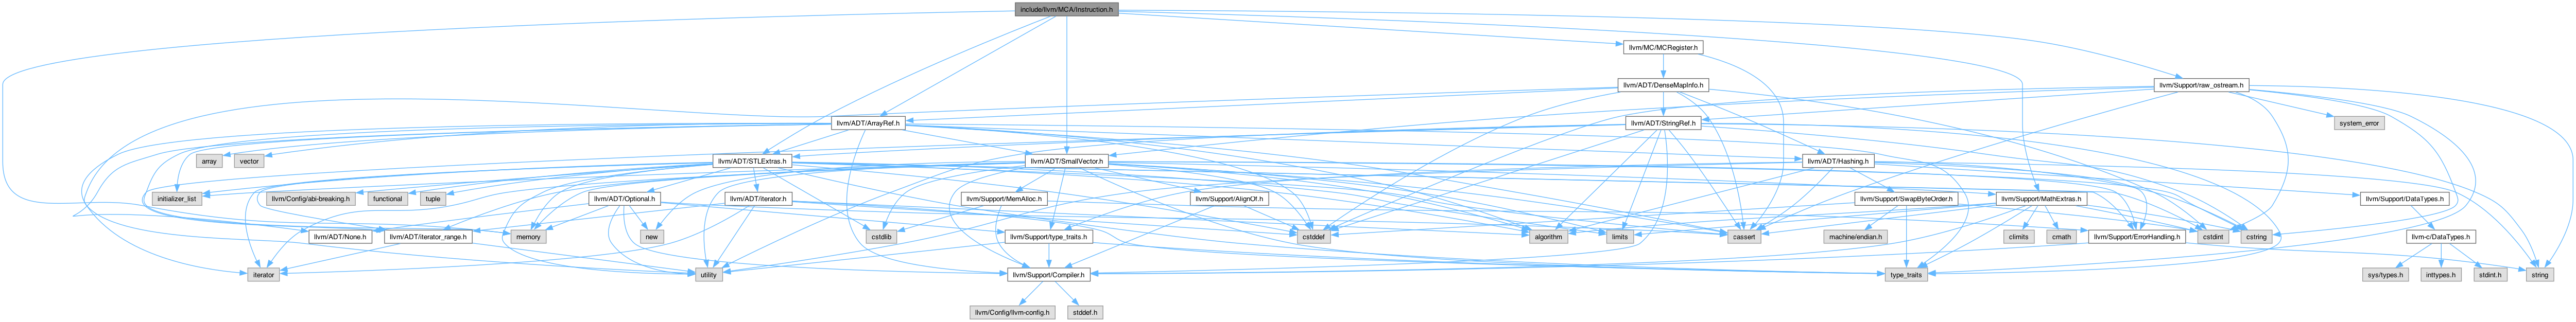 include/llvm/MCA/Instruction.h
llvm/MC/MCRegister.h
llvm/ADT/DenseMapInfo.h
llvm/Support/raw_ostream.h
llvm/ADT/ArrayRef.h
llvm/ADT/StringRef.h
system_error
array
vector
llvm/ADT/STLExtras.h
llvm/ADT/SmallVector.h
llvm/ADT/Hashing.h
initializer_list
llvm/Config/abi-breaking.h
functional
tuple
llvm/ADT/Optional.h
llvm/ADT/iterator.h
llvm/Support/MemAlloc.h
llvm/Support/AlignOf.h
llvm/Support/SwapByteOrder.h
llvm/Support/MathExtras.h
llvm/Support/DataTypes.h
llvm/ADT/None.h
llvm/ADT/iterator_range.h
memory
new
cstdlib
llvm/Support/type_traits.h
cstddef
algorithm
limits
cassert
machine/endian.h
climits
cmath
llvm/Support/ErrorHandling.h
cstdint
cstring
llvm-c/DataTypes.h
iterator
utility
llvm/Support/Compiler.h
type_traits
sys/types.h
inttypes.h
stdint.h
string
llvm/Config/llvm-config.h
stddef.h